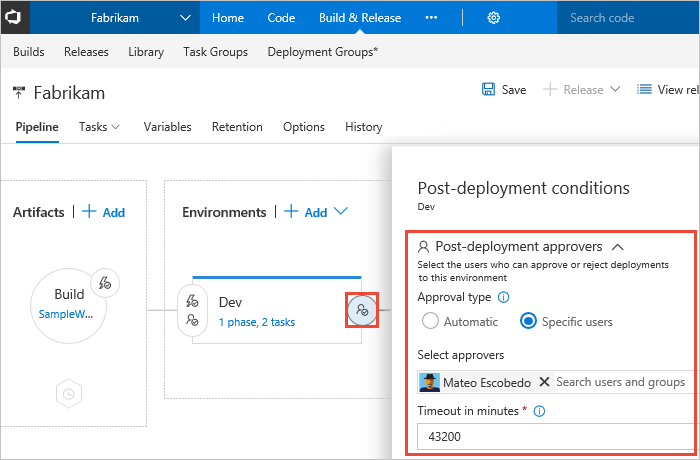 Fabrikam
Home
Code
Build & Release
Search code
Builds
Releases
Library
Task Groups
Deployment Groups*
Fabrikam
Save
Release
View rel
Pipeline
Tasks
Variables
Retention
Options
History
Artifacts
Add
Environments
Add
Build
SampleW...
Dev
1 phase, 2 tasks
Post-deployment conditions
Dev
Post-deployment approvers
Select the users who can approve or reject deployments
to this environment
Approval type
Automatic
Specific users
Select approvers
Mateo Escobedo
Search users and groups
Timeout in minutes *
43200